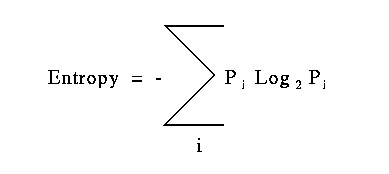 Entropy = - ∑ P i Log 2 P i
i